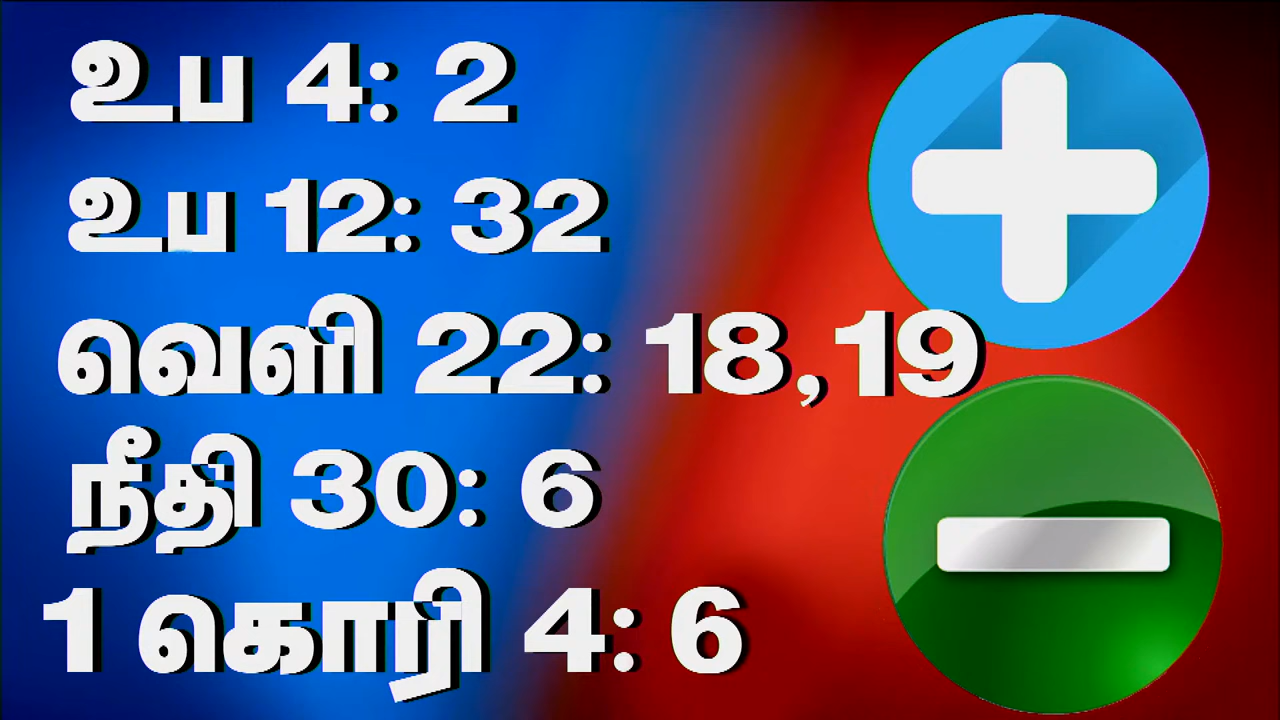 உப 4: 2
உப 12: 32
வெளி 22: 18,19
நீதி 30: 6
1 கொரி 4: 6